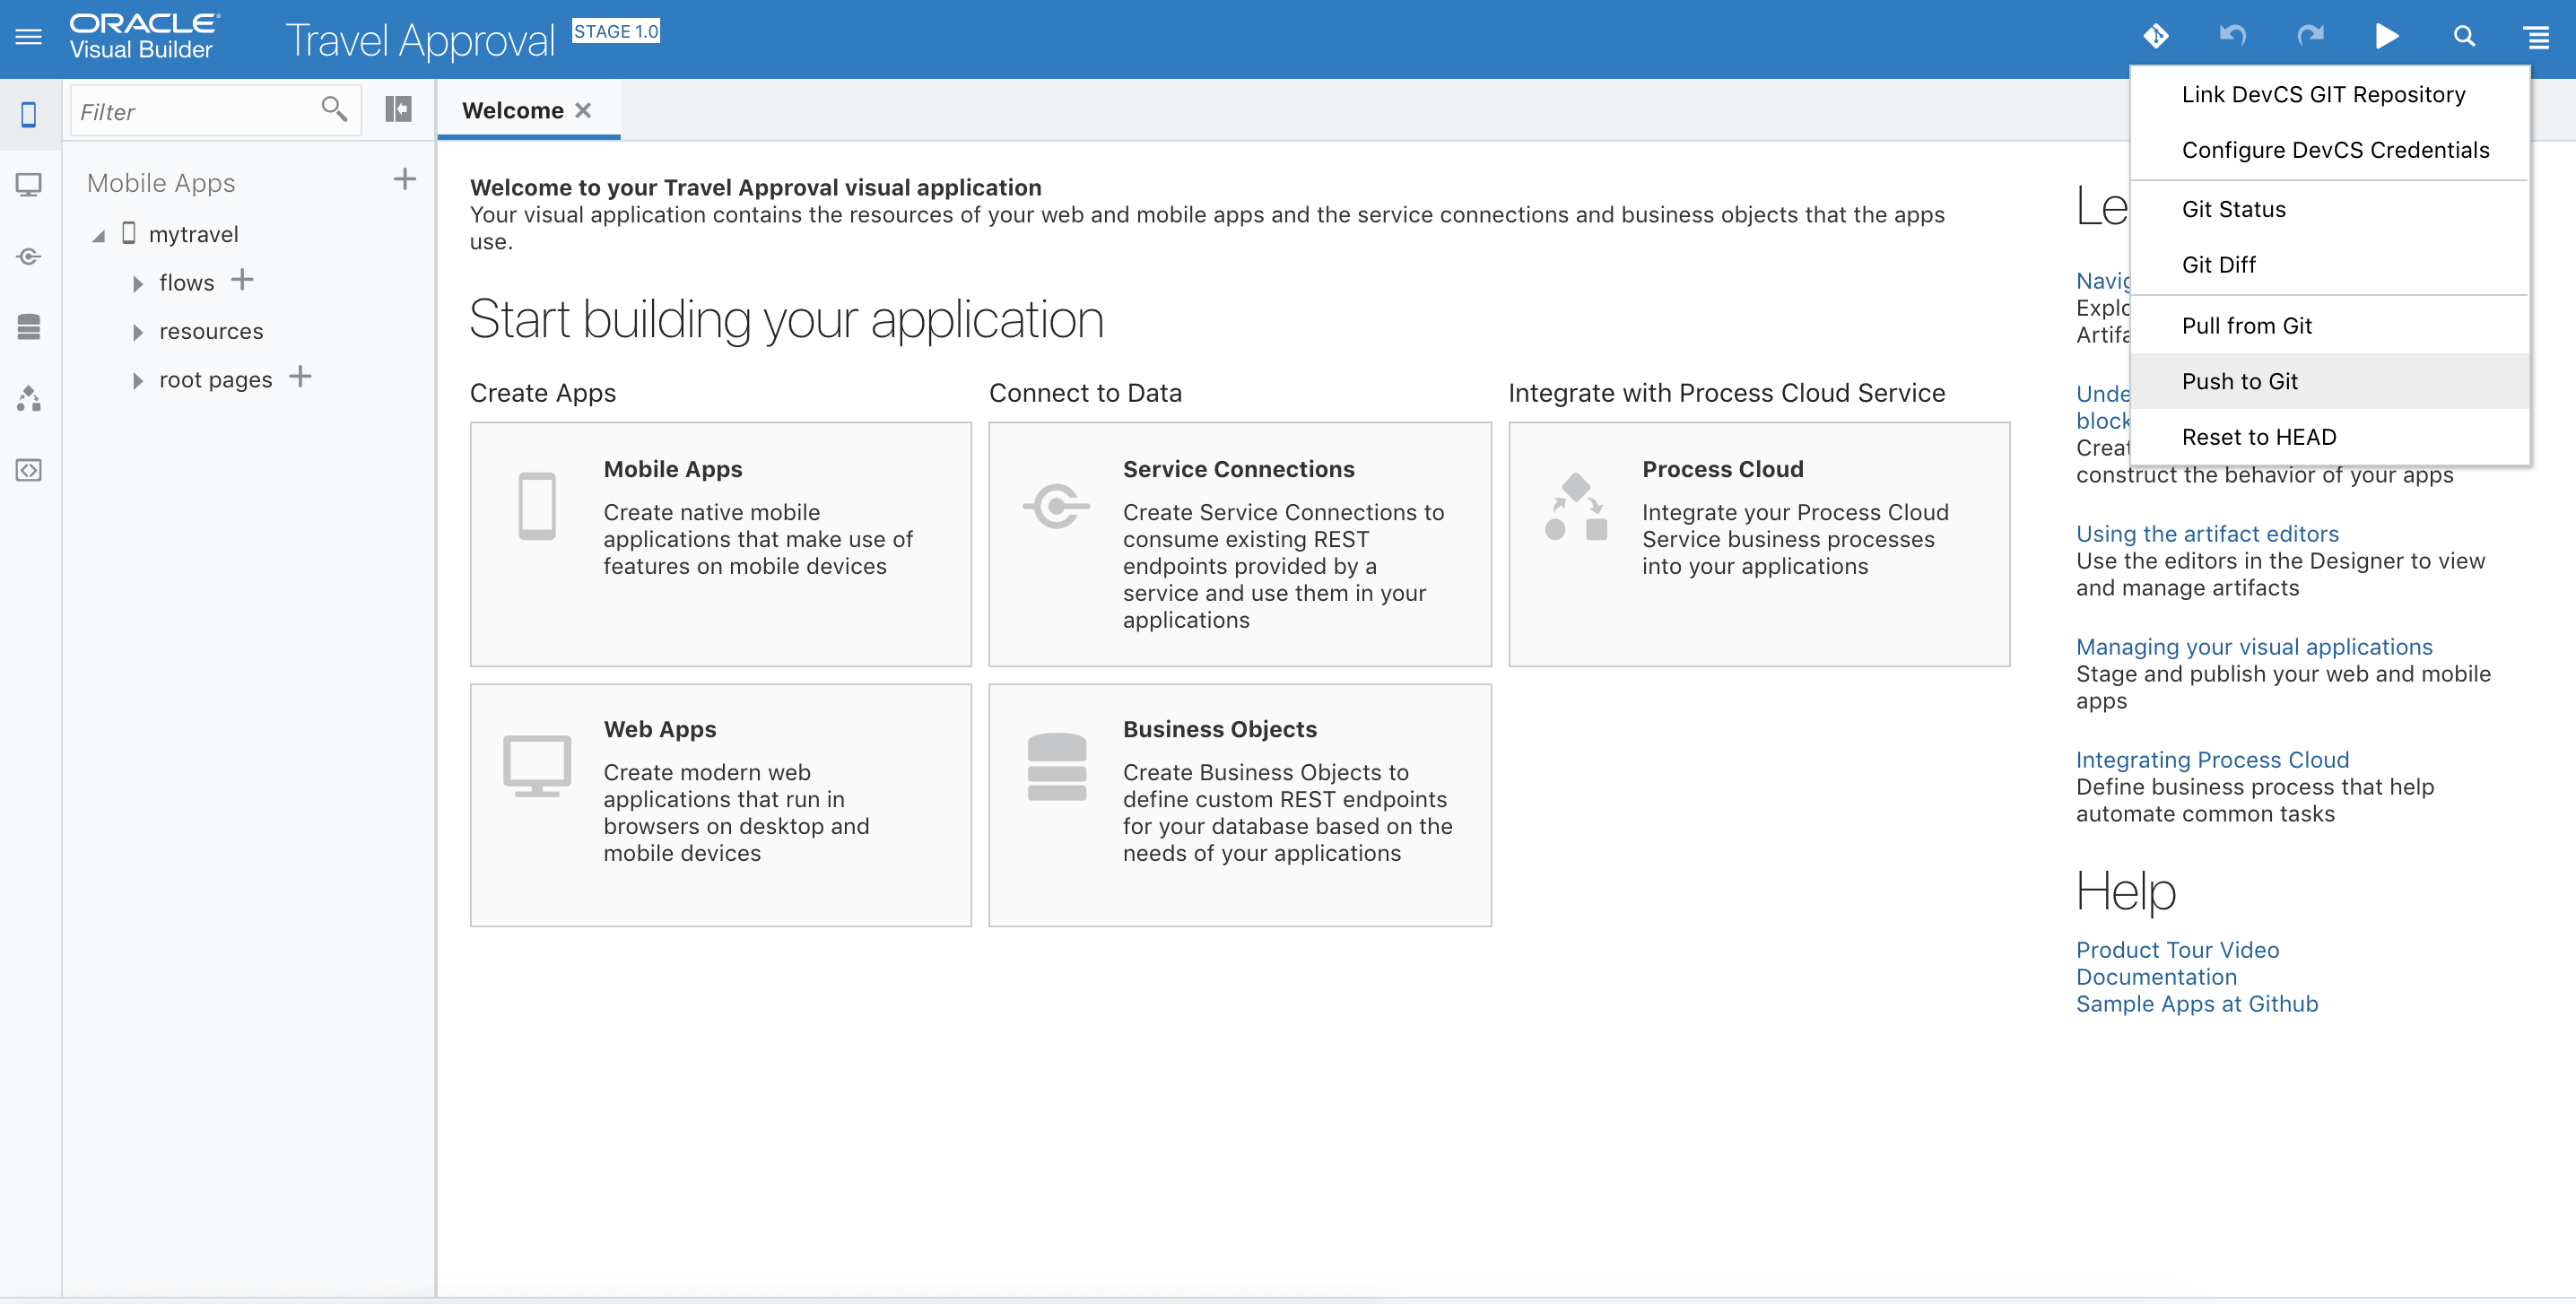 ORACLE
Visual Builder
Travel Approval
STAGE 1.0
Filter
Mobile Apps
mytravel
flows
resources
root pages
Welcome
Welcome to your Travel Approval visual application
Your visual application contains the resources of your web and mobile apps and the service connections and business objects that the apps
use.
Start building your application
Create Apps
Mobile Apps
Create native mobile
applications that make use of
features on mobile devices
Web Apps
Create modern web
applications that run in
browsers on desktop and
mobile devices
Connect to Data
Service Connections
Create Service Connections to
consume existing REST
endpoints provided by a
service and use them in your
applications
Business Objects
Create Business Objects to
define custom REST endpoints
for your database based on the
needs of your applications
Integrate with Process Cloud Service
Process Cloud
Integrate your Process Cloud
Service business processes
into your applications
Link DevCS GIT Repository
Configure DevCS Credentials
Git Status
Git Diff
Pull from Git
Push to Git
Reset to HEAD
construct the behavior of your apps
Using the artifact editors
Use the editors in the Designer to view
and manage artifacts
Managing your visual applications
Stage and publish your web and mobile
apps
Integrating Process Cloud
Define business process that help
automate common tasks
Help
Product Tour Video
Documentation
Sample Apps at Github